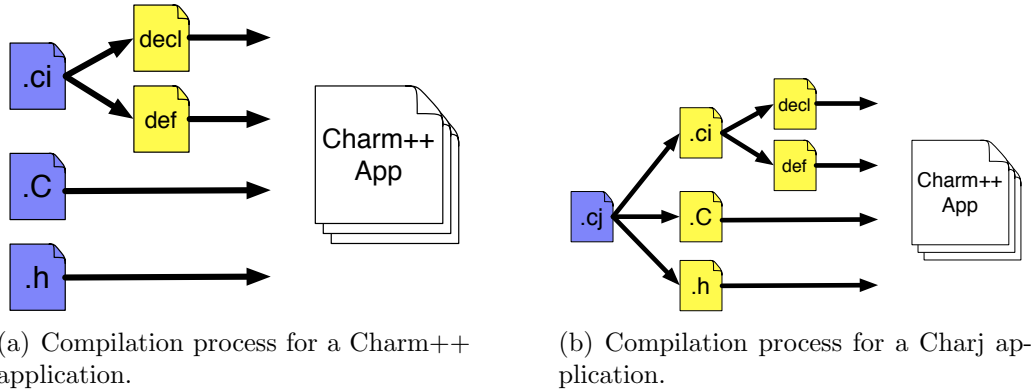 decl
.ci
def
.C
.h
Charm++
App
(a) Compilation process for a Charm++
application.
decl
.ci
def
.cj
.C
.h
Charm++
App
(b) Compilation process for a Charj ap-
plication.